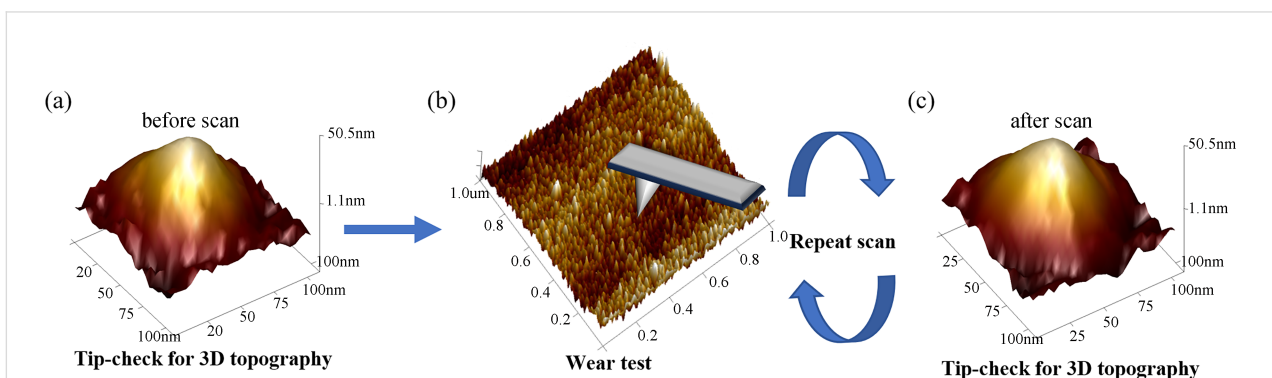 (a)
before scan
50.5nm
1.1nm
100nm
20
50
75
100nm
20
50
75
100nm
Tip-check for 3D topography
(b)
1.0um
0.8
0.6
0.4
0.2
0.2
0.4
0.6
0.8
1.0
Wear test
Repeat scan
(c)
after scan
50.5nm
1.1nm
100nm
25
50
75
100nm
25
50
75
100nm
Tip-check for 3D topography